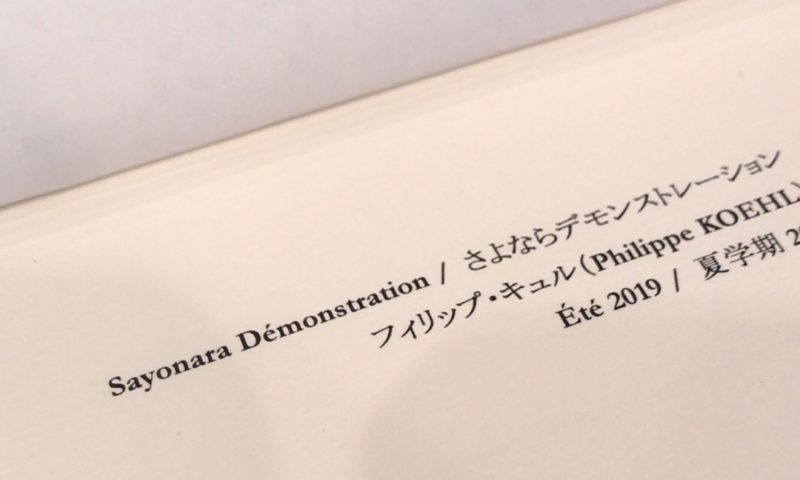 Sayonara Démonstration / さよならデモンストレーション
フィリップ・キュル（Philippe KOEHL）
Été 2019 / 夏学期